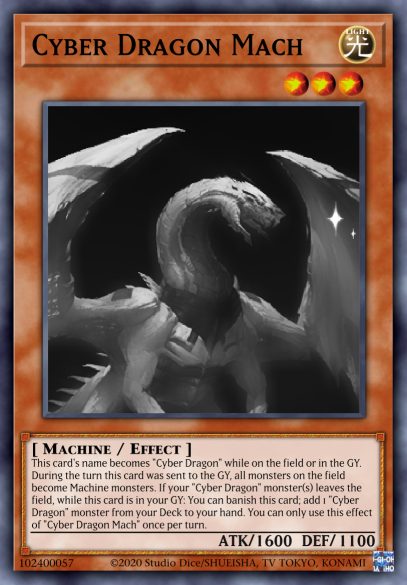 CYBER DRAGON MACH
LIGHT
光
[ MACHINE / EFFECT ]
This card's name becomes "Cyber Dragon" while on the field or in the GY.
During the turn this card was sent to the GY, all monsters on the field
become Machine monsters. If your "Cyber Dragon" monster(s) leaves the
field, while this card is in your GY: You can banish this card; add 1 "Cyber
Dragon" monster from your Deck to your hand. You can only use this effect
of "Cyber Dragon Mach" once per turn.
ATK/1600 DEF/1100
102400057 ©2020 Studio Dice/SHUEISHA, TV TOKYO, KONAMI